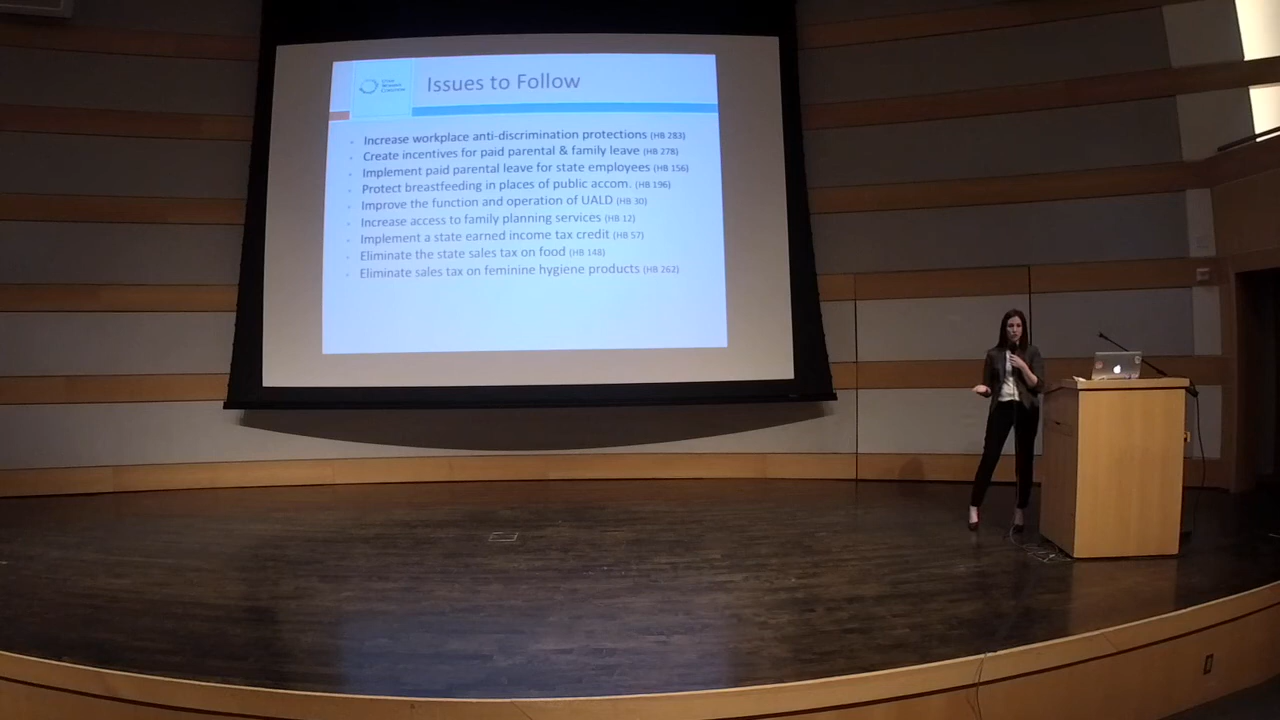 Utah
Women's
Coalition
Issues to Follow
Increase workplace anti-discrimination protections (HB 283)
Create incentives for paid parental & family leave (HB 278)
Implement paid parental leave for state employees (HB 156)
Protect breastfeeding in places of public accom. (HB 196)
Improve the function and operation of UALD (HB 30)
Increase access to family planning services (HB 12)
Implement a state earned income tax credit (HB 57)
Eliminate the state sales tax on food (HB 148)
Eliminate sales tax on feminine hygiene products (HB 262)